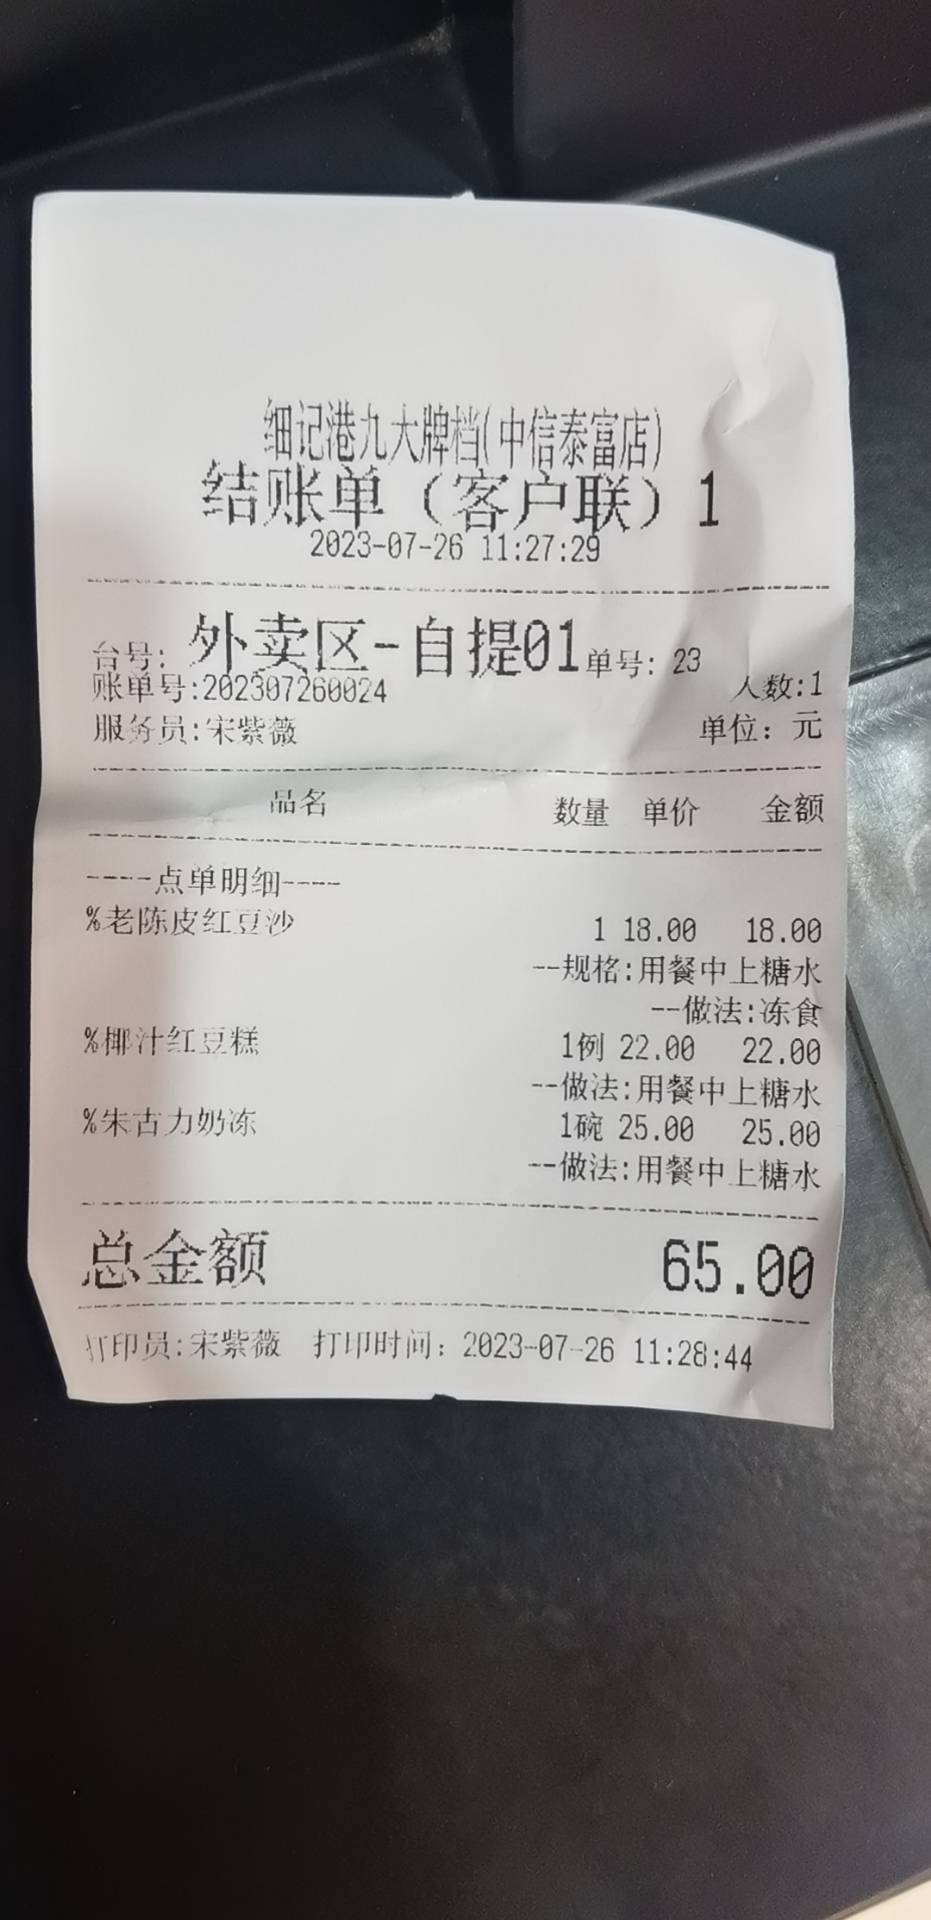 细记港九大牌档(中信泰富店)
结账单（客户联）1
2023-07-26 11:27:29
台号: 外卖区-自提01 单号: 23
账单号:202307260024 人数:1
服务员:宋紫薇 单位: 元
品名 数量 单价 金额
----点单明细----
%老陈皮红豆沙 1 18.00 18.00
--规格:用餐中上糖水
--做法:冻食
%椰汁红豆糕 1例 22.00 22.00
--做法:用餐中上糖水
%朱古力奶冻 1碗 25.00 25.00
--做法:用餐中上糖水
总金额 65.00
打印员:宋紫薇 打印时间: 2023-07-26 11:28:44